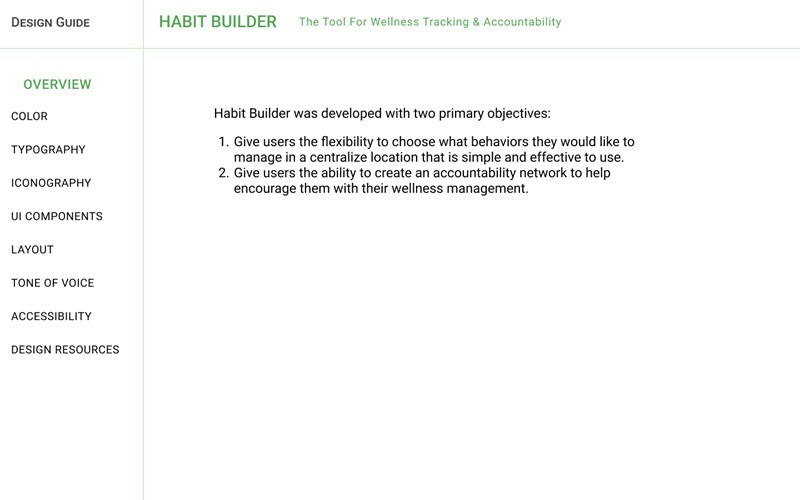 DESIGN GUIDE
HABIT BUILDER
The Tool For Wellness Tracking & Accountability
OVERVIEW
COLOR
TYPOGRAPHY
ICONOGRAPHY
UI COMPONENTS
LAYOUT
TONE OF VOICE
ACCESSIBILITY
DESIGN RESOURCES
Habit Builder was developed with two primary objectives:
1. Give users the flexibility to choose what behaviors they would like to
manage in a centralize location that is simple and effective to use.
2. Give users the ability to create an accountability network to help
encourage them with their wellness management.